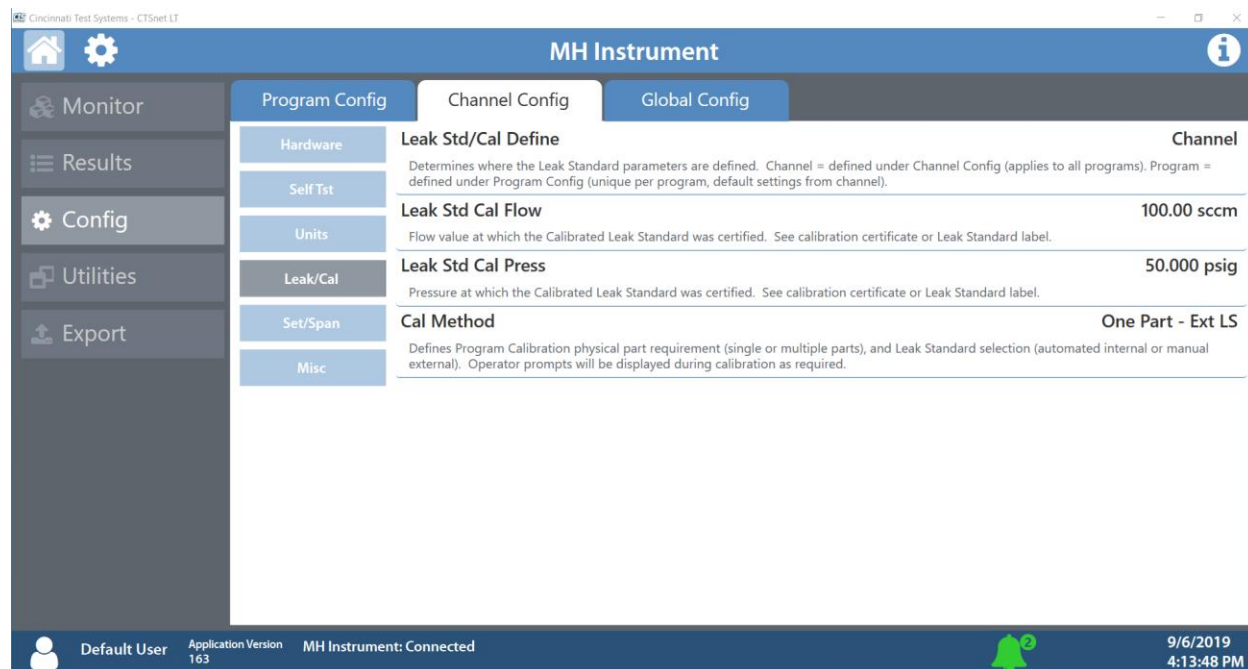 Cincinnati Test Systems - CTSnet LT
MH Instrument
Monitor
Results
Config
Utilities
Export
Program Config
Channel Config
Global Config
Hardware
Self Tst
Units
Leak/Cal
Set/Span
Misc
Leak Std/Cal Define
Channel
Determines where the Leak Standard parameters are defined. Channel = defined under Channel Config (applies to all programs). Program =
defined under Program Config (unique per program, default settings from channel).
Leak Std Cal Flow
100.00 sccm
Flow value at which the Calibrated Leak Standard was certified. See calibration certificate or Leak Standard label.
Leak Std Cal Press
50.000 psig
Pressure at which the Calibrated Leak Standard was certified. See calibration certificate or Leak Standard label.
Cal Method
One Part - Ext LS
Defines Program Calibration physical part requirement (single or multiple parts), and Leak Standard selection (automated internal or manual
external). Operator prompts will be displayed during calibration as required.
Default User
Application Version
163
MH Instrument: Connected
2
9/6/2019
4:13:48 PM